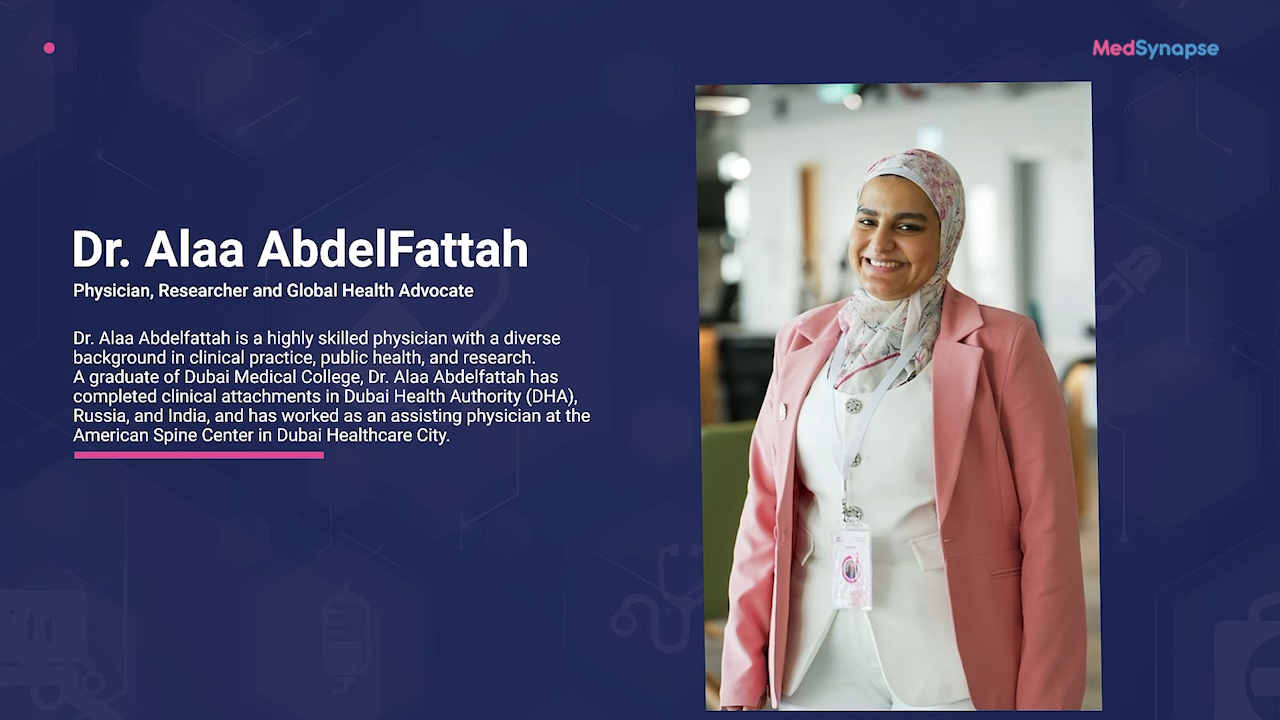 MedSynapse
Dr. Alaa AbdelFattah
Physician, Researcher and Global Health Advocate
Dr. Alaa Abdelfattah is a highly skilled physician with a diverse
background in clinical practice, public health, and research.
A graduate of Dubai Medical College, Dr. Alaa Abdelfattah has
completed clinical attachments in Dubai Health Authority (DHA),
Russia, and India, and has worked as an assisting physician at the
American Spine Center in Dubai Healthcare City.